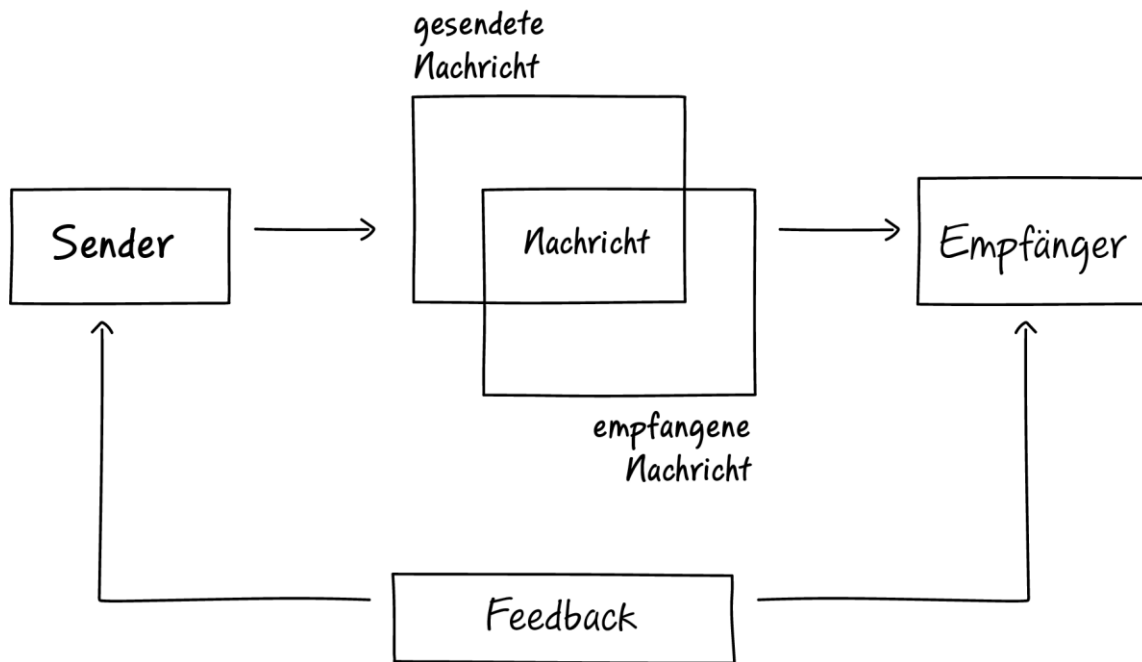 gesendete
Nachricht
Sender
Nachricht
Empfänger
empfangene
Nachricht
Feedback